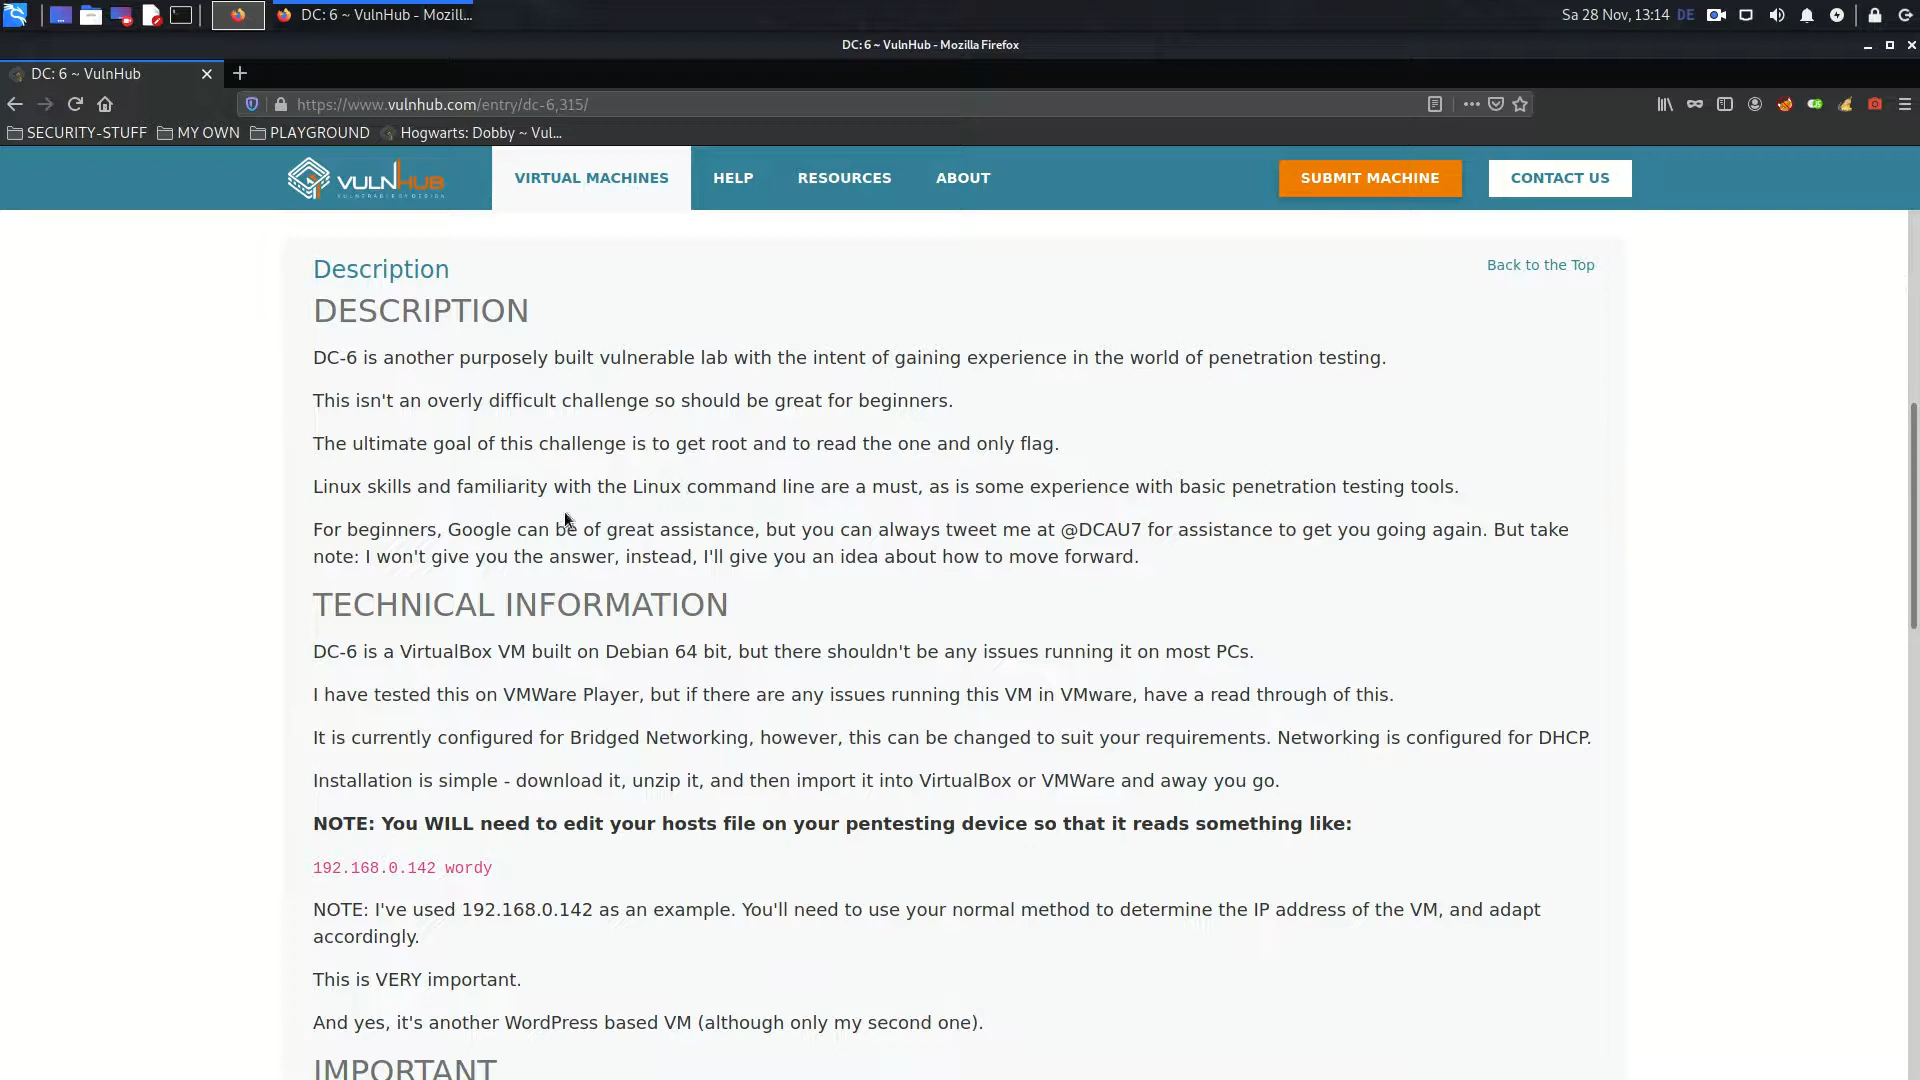 DC: 6 ~ VulnHub - Mozill...
Sa 28 Nov, 13:14
DE
DC: 6 ~ VulnHub - Mozilla Firefox
DC: 6 ~ VulnHub
https://www.vulnhub.com/entry/dc-6,315/
SECURITY-STUFF
MY OWN
PLAYGROUND
Hogwarts: Dobby ~ Vul...
VULNHUB
VULNERABLE BY DESIGN
VIRTUAL MACHINES
HELP
RESOURCES
ABOUT
SUBMIT MACHINE
CONTACT US
Description
Back to the Top
DESCRIPTION
DC-6 is another purposely built vulnerable lab with the intent of gaining experience in the world of penetration testing.
This isn't an overly difficult challenge so should be great for beginners.
The ultimate goal of this challenge is to get root and to read the one and only flag.
Linux skills and familiarity with the Linux command line are a must, as is some experience with basic penetration testing tools.
For beginners, Google can be of great assistance, but you can always tweet me at @DCAU7 for assistance to get you going again. But take
note: I won't give you the answer, instead, I'll give you an idea about how to move forward.
TECHNICAL INFORMATION
DC-6 is a VirtualBox VM built on Debian 64 bit, but there shouldn't be any issues running it on most PCs.
I have tested this on VMWare Player, but if there are any issues running this VM in VMware, have a read through of this.
It is currently configured for Bridged Networking, however, this can be changed to suit your requirements. Networking is configured for DHCP.
Installation is simple - download it, unzip it, and then import it into VirtualBox or VMWare and away you go.
NOTE: You WILL need to edit your hosts file on your pentesting device so that it reads something like:
192.168.0.142 wordy
NOTE: I've used 192.168.0.142 as an example. You'll need to use your normal method to determine the IP address of the VM, and adapt
accordingly.
This is VERY important.
And yes, it's another WordPress based VM (although only my second one).
IMPORTANT